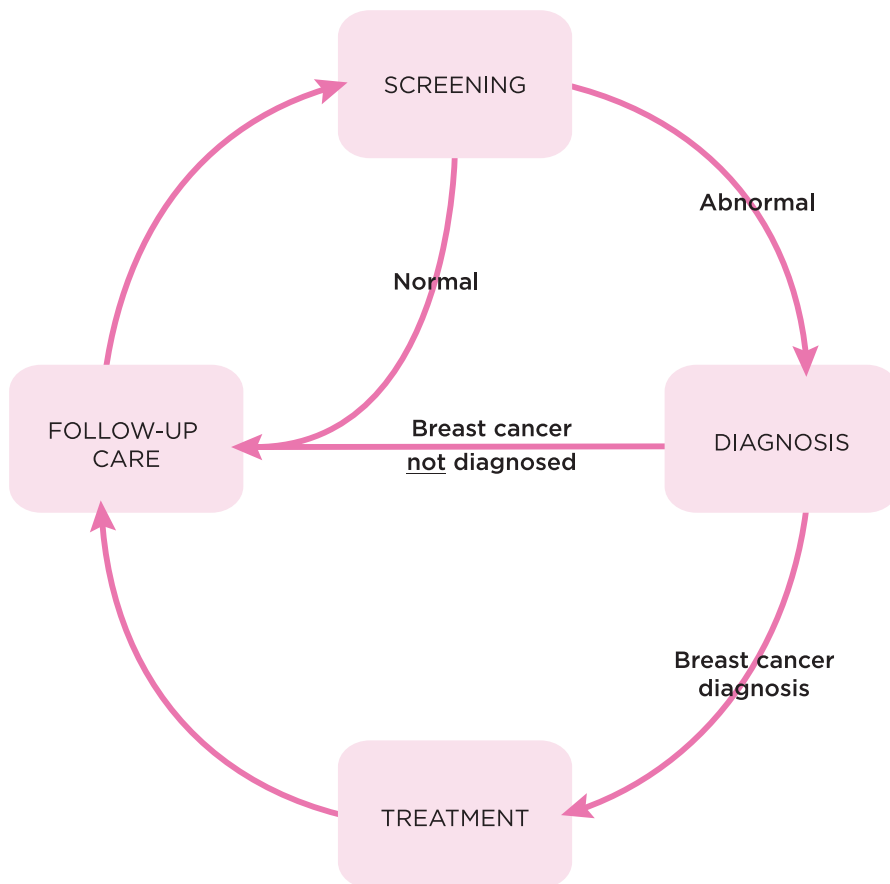 SCREENING
Abnormal
Normal
FOLLOW-UP
CARE
Breast cancer
not diagnosed
DIAGNOSIS
Breast cancer
diagnosis
TREATMENT